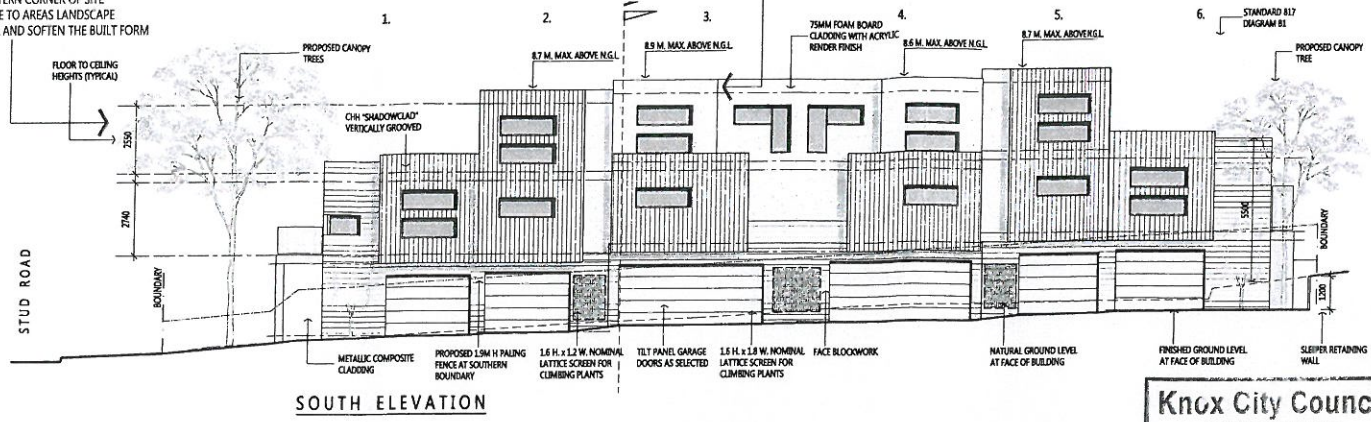 TERN CORNER OF SITE
E TO AREAS LANDSCAPE
AND SOFTEN THE BUILT FORM
1.
2.
3.
4.
5.
6.
STANDARD B17
DIAGRAM B1
PROPOSED CANOPY
TREES
FLOOR TO CEILING
HEIGHTS (TYPICAL)
8.7 M. MAX. ABOVE N.G.L
8.9 M. MAX. ABOVE N.G.L
75MM FOAM BOARD
CLADDING WITH ACRYLIC
RENDER FINISH
8.6 M. MAX. ABOVE N.G.L
8.7 M. MAX. ABOVE N.G.L
PROPOSED CANOPY
TREE
CHH "SHADOWCLAD"
VERTICALLY GROOVED
2550
2740
5500
1200
STUD ROAD
BOUNDARY
BOUNDARY
METALLIC COMPOSITE
CLADDING
PROPOSED 1.9M H PALING
FENCE AT SOUTHERN
BOUNDARY
1.6 H. x 1.2 W. NOMINAL
LATTICE SCREEN FOR
CLIMBING PLANTS
TILT PANEL GARAGE
DOORS AS SELECTED
1.6 H. x 1.8 W. NOMINAL
LATTICE SCREEN FOR
CLIMBING PLANTS
FACE BLOCKWORK
NATURAL GROUND LEVEL
AT FACE OF BUILDING
FINISHED GROUND LEVEL
AT FACE OF BUILDING
SLEEPER RETAINING
WALL
SOUTH ELEVATION
Knox City Counc